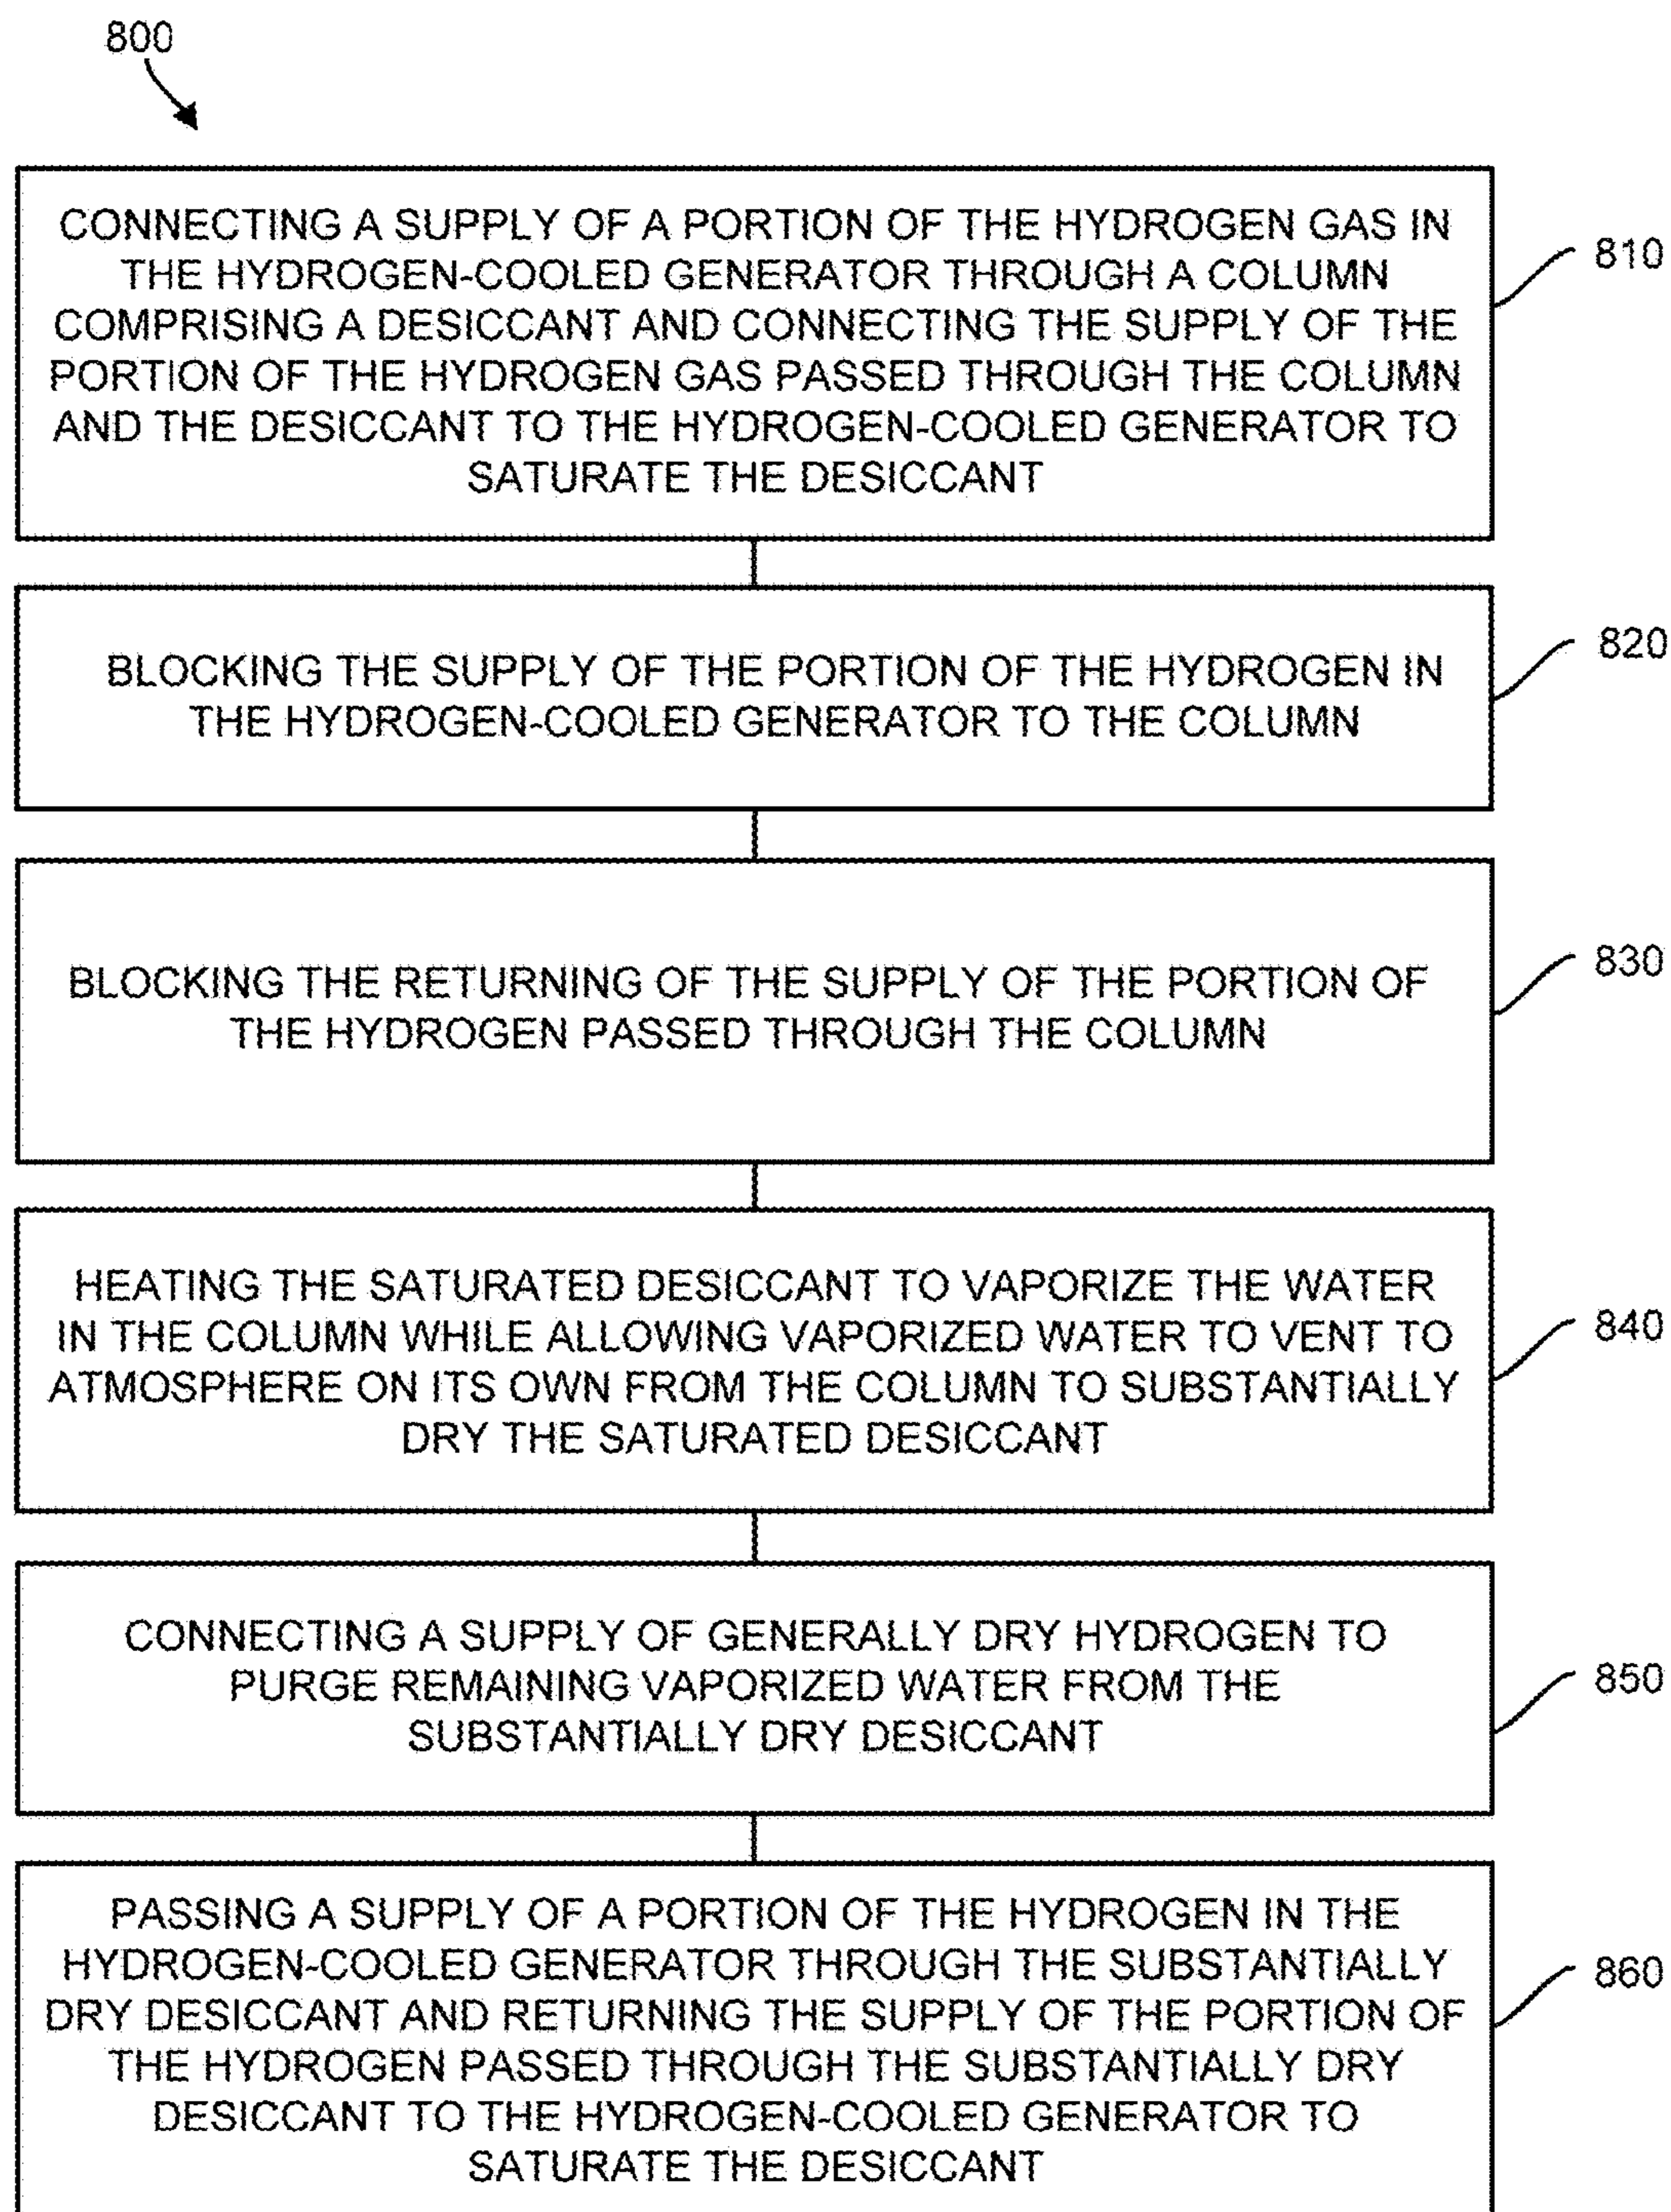 800
CONNECTING A SUPPLY OF A PORTION OF THE HYDROGEN GAS IN
THE HYDROGEN-COOLED GENERATOR THROUGH A COLUMN
COMPRISING A DESICCANT AND CONNECTING THE SUPPLY OF THE
PORTION OF THE HYDROGEN GAS PASSED THROUGH THE COLUMN
AND THE DESICCANT TO THE HYDROGEN-COOLED GENERATOR TO
SATURATE THE DESICCANT
810
BLOCKING THE SUPPLY OF THE PORTION OF THE HYDROGEN IN
THE HYDROGEN-COOLED GENERATOR TO THE COLUMN
820
BLOCKING THE RETURNING OF THE SUPPLY OF THE PORTION OF
THE HYDROGEN PASSED THROUGH THE COLUMN
830
HEATING THE SATURATED DESICCANT TO VAPORIZE THE WATER
IN THE COLUMN WHILE ALLOWING VAPORIZED WATER TO VENT TO
ATMOSPHERE ON ITS OWN FROM THE COLUMN TO SUBSTANTIALLY
DRY THE SATURATED DESICCANT
840
CONNECTING A SUPPLY OF GENERALLY DRY HYDROGEN TO
PURGE REMAINING VAPORIZED WATER FROM THE
SUBSTANTIALLY DRY DESICCANT
850
PASSING A SUPPLY OF A PORTION OF THE HYDROGEN IN THE
HYDROGEN-COOLED GENERATOR THROUGH THE SUBSTANTIALLY
DRY DESICCANT AND RETURNING THE SUPPLY OF THE PORTION OF
THE HYDROGEN PASSED THROUGH THE SUBSTANTIALLY DRY
DESICCANT TO THE HYDROGEN-COOLED GENERATOR TO
SATURATE THE DESICCANT
860